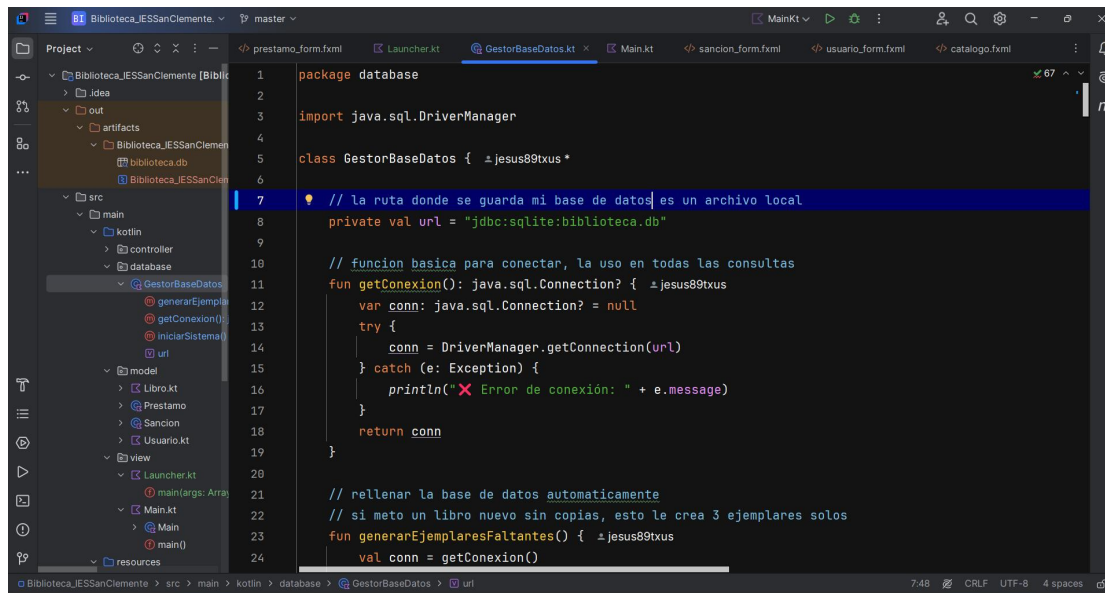 BI Biblioteca_IESSanClemente. master MainKt
Project
prestamo_form.fxml Launcher.kt GestorBaseDatos.kt Main.kt sancion_form.fxml usuario_form.fxml catalogo.fxml
Biblioteca_IESSanClemente [Biblic
.idea
out
artifacts
Biblioteca_IESSanClemen
biblioteca.db
Biblioteca_IESSanClen
src
main
kotlin
controller
database
GestorBaseDatos
generarEjempla
getConexion():
iniciarSistema()
url
model
Libro.kt
Prestamo
Sancion
Usuario.kt
view
Launcher.kt
main(args: Array
Main.kt
Main
main()
resources
67
1 package database
2
3 import java.sql.DriverManager
4
5 class GestorBaseDatos { jesus89txus *
6
7 // la ruta donde se guarda mi base de datos es un archivo local
8 private val url = "jdbc:sqlite:biblioteca.db"
9
10 // funcion basica para conectar, la uso en todas las consultas
11 fun getConexion(): java.sql.Connection? { jesus89txus
12 var conn: java.sql.Connection? = null
13 try {
14 conn = DriverManager.getConnection(url)
15 } catch (e: Exception) {
16 println("❌ Error de conexión: " + e.message)
17 }
18 return conn
19 }
20
21 // rellenar la base de datos automaticamente
22 // si meto un libro nuevo sin copias, esto le crea 3 ejemplares solos
23 fun generarEjemplaresFaltantes() { jesus89txus
24 val conn = getConexion()
Biblioteca_IESSanClemente > src > main > kotlin > database > GestorBaseDatos > url 7:48 CRLF UTF-8 4 spaces